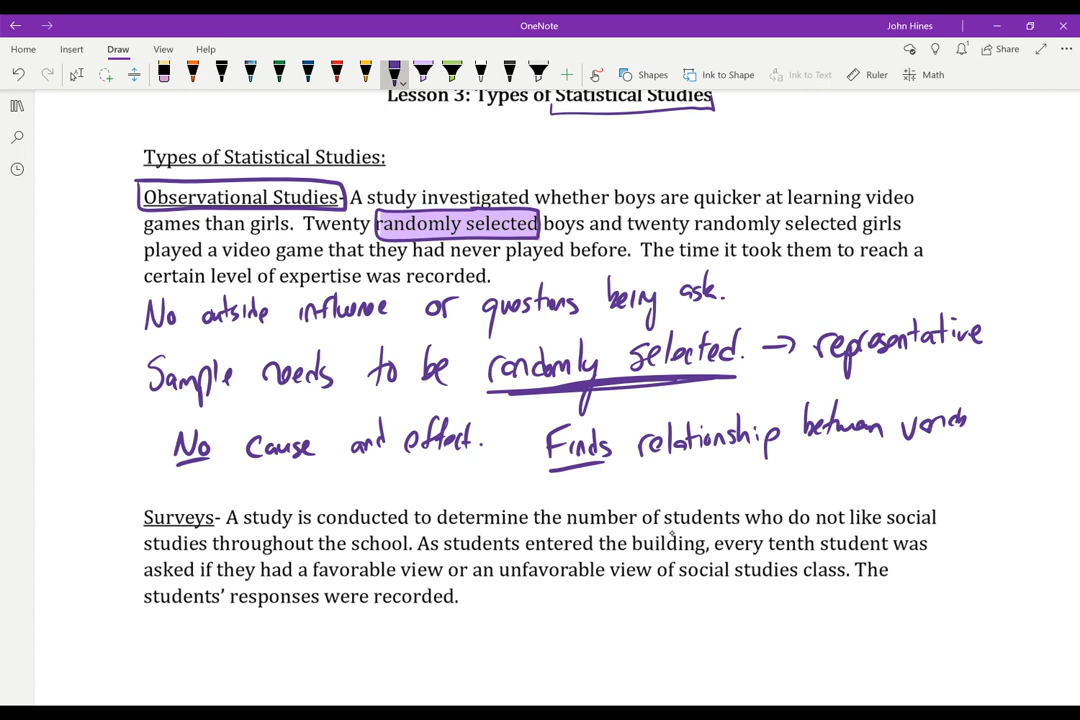 OneNote
John Hines
Home Insert Draw View Help
1
Share
Shapes Ink to Shape Ink to Text Ruler Math
Lesson 3: Types of Statistical Studies
Types of Statistical Studies:
Observational Studies- A study investigated whether boys are quicker at learning video
games than girls. Twenty randomly selected boys and twenty randomly selected girls
played a video game that they had never played before. The time it took them to reach a
certain level of expertise was recorded.
No outside influence or questions being ask.
Sample needs to be randomly selected. → representative
No cause and effect. Finds relationship between
Surveys- A study is conducted to determine the number of students who do not like social
studies throughout the school. As students entered the building, every tenth student was
asked if they had a favorable view or an unfavorable view of social studies class. The
students' responses were recorded.